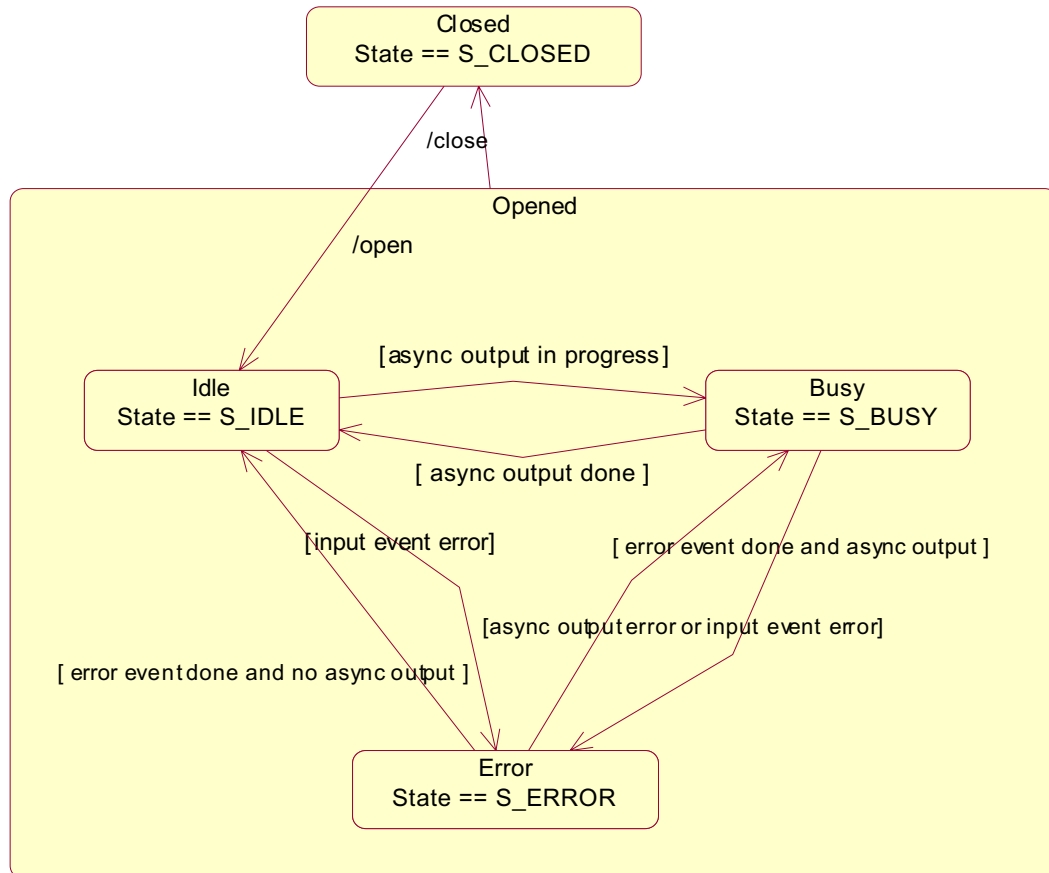 Closed
State == S_CLOSED
/close
Opened
/open
[async output in progress]
Idle
State == S_IDLE
Busy
State == S_BUSY
[ async output done ]
[input event error]
[ error event done and async output ]
[async output error or input event error]
[ error event done and no async output ]
Error
State == S_ERROR